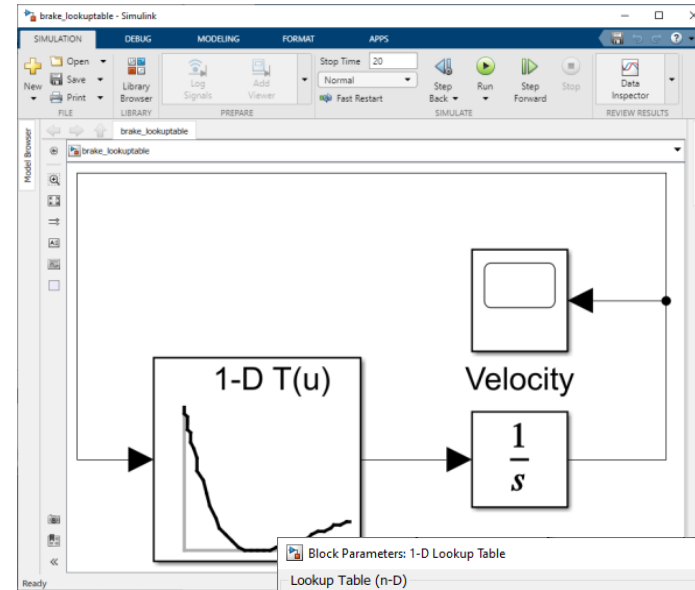 brake_lookuptable - Simulink
SIMULATION DEBUG MODELING FORMAT APPS
New
Open
Save
Print
FILE
Library Browser
LIBRARY
Log Signals
Add Viewer
PREPARE
Stop Time 20
Normal
Fast Restart
Step Back
Run
Step Forward
Stop
SIMULATE
Data Inspector
REVIEW RESULTS
Model Browser
brake_lookuptable
brake_lookuptable
Velocity
1-D T(u)
1
s
Block Parameters: 1-D Lookup Table
Lookup Table (n-D)
Ready